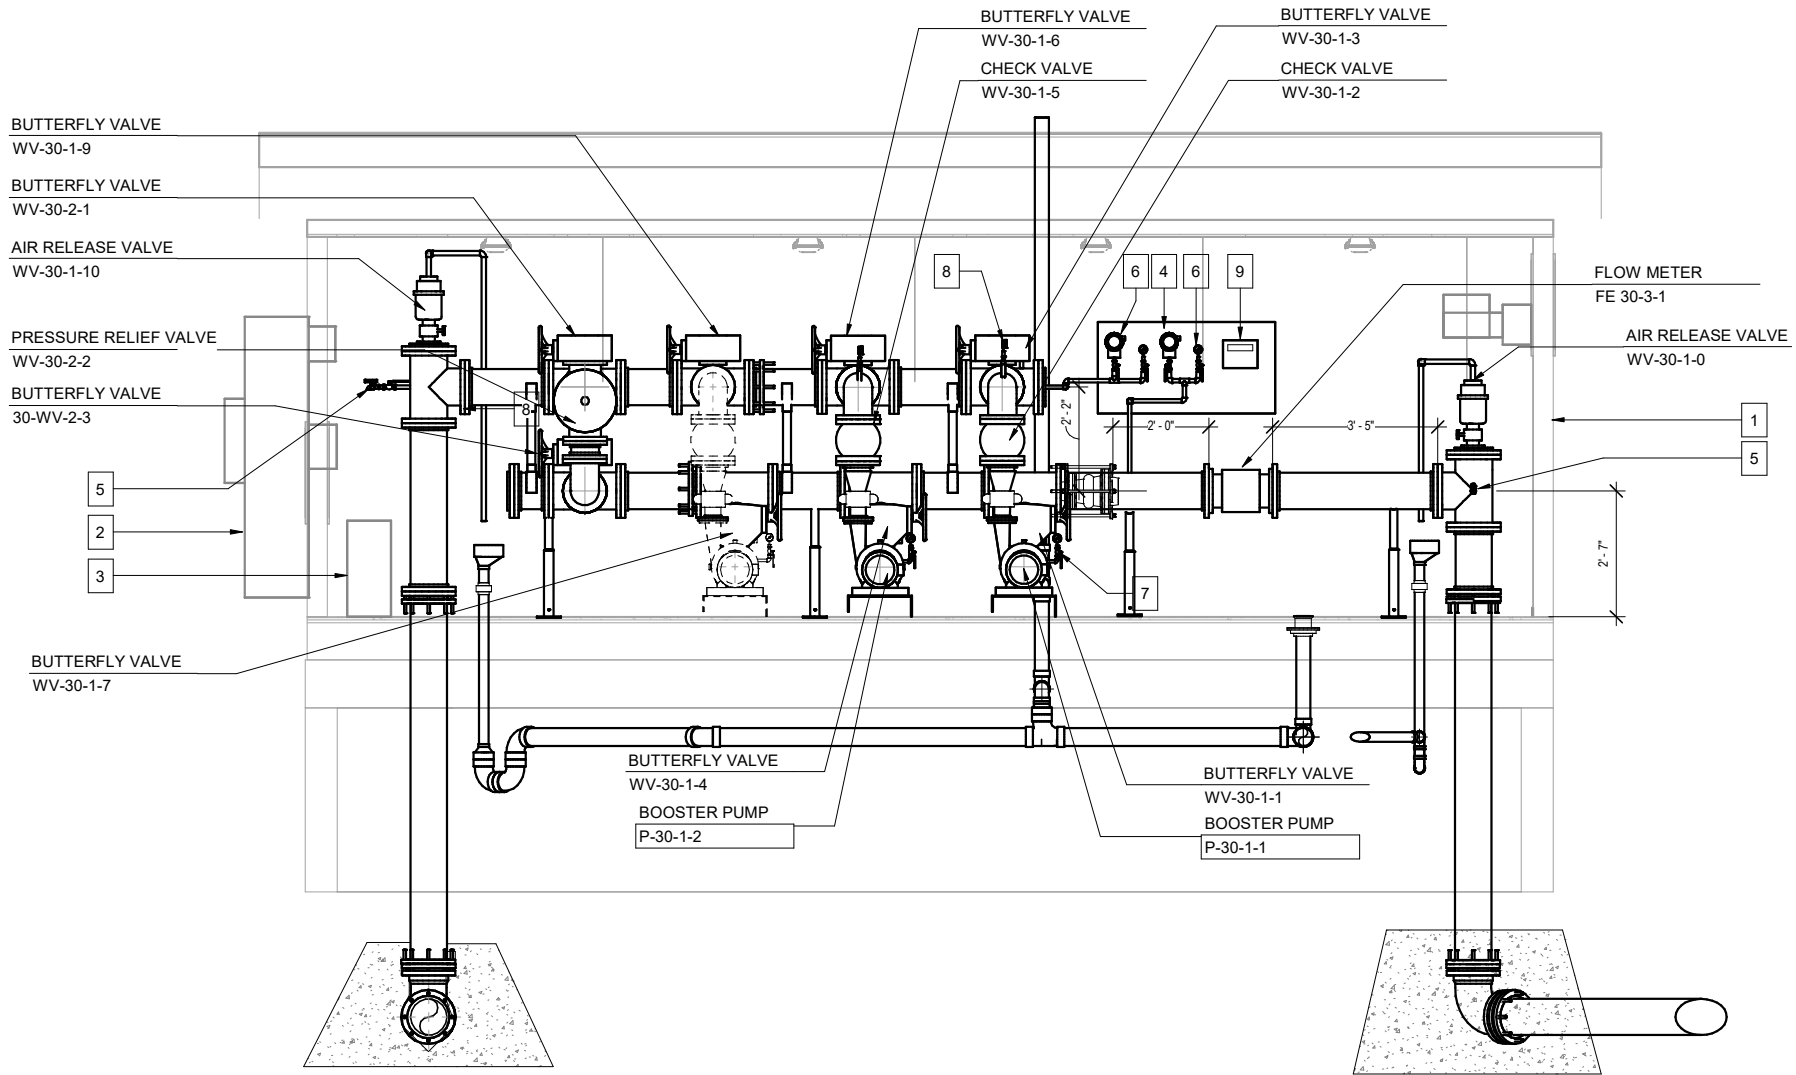 BUTTERFLY VALVE
WV-30-1-6
BUTTERFLY VALVE
WV-30-1-3
CHECK VALVE
WV-30-1-5
CHECK VALVE
WV-30-1-2
BUTTERFLY VALVE
WV-30-1-9
BUTTERFLY VALVE
WV-30-2-1
AIR RELEASE VALVE
WV-30-1-10
PRESSURE RELIEF VALVE
WV-30-2-2
BUTTERFLY VALVE
30-WV-2-3
8
6
4
6
9
FLOW METER
FE 30-3-1
AIR RELEASE VALVE
WV-30-1-0
8
2' - 2"
2' - 0"
3' - 5"
1
5
5
2
3
7
2' - 7"
BUTTERFLY VALVE
WV-30-1-7
BUTTERFLY VALVE
WV-30-1-4
BOOSTER PUMP
P-30-1-2
BUTTERFLY VALVE
WV-30-1-1
BOOSTER PUMP
P-30-1-1